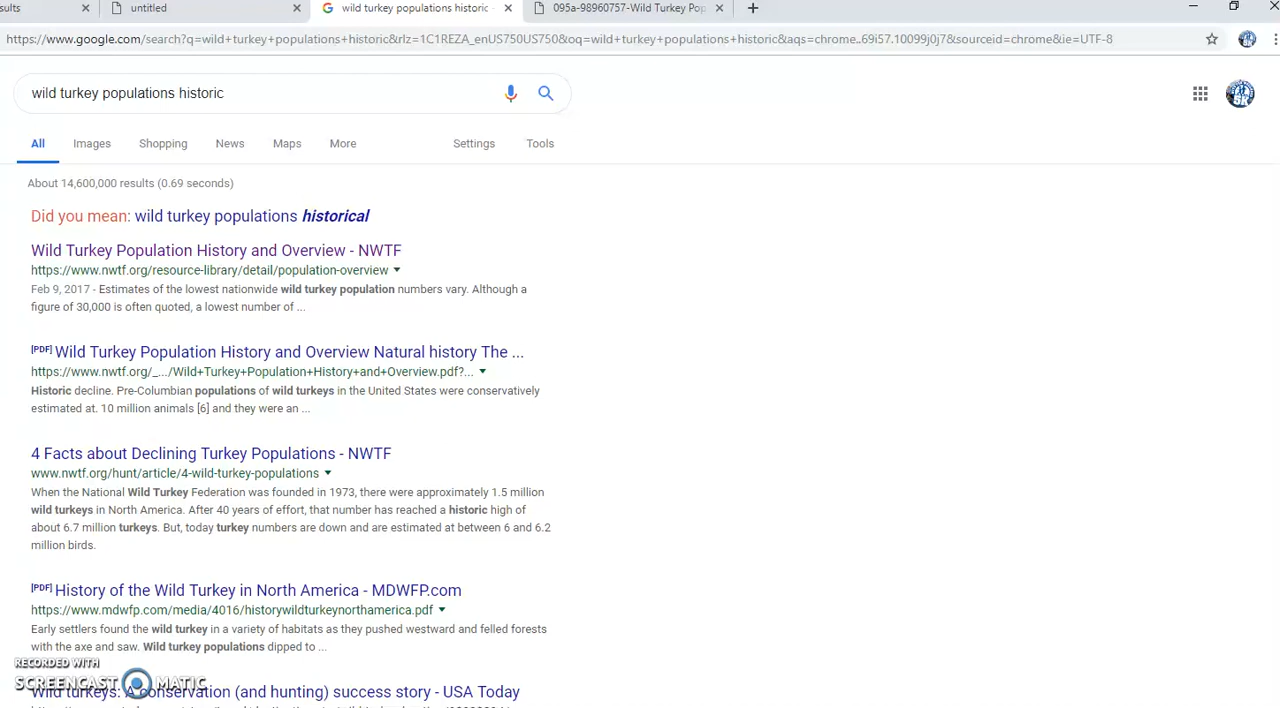 sults
untitled
wild turkey populations historic -
095a-98960757-Wild Turkey Pop
https://www.google.com/search?q=wild+turkey+populations+historic&rlz=1C1REZA_enUS750US750&oq=wild+turkey+populations+historic&aqs=chrome..69i57.10099j0j7&sourceid=chrome&ie=UTF-8
wild turkey populations historic
All Images Shopping News Maps More Settings Tools
About 14,600,000 results (0.69 seconds)
Did you mean: wild turkey populations historical
Wild Turkey Population History and Overview - NWTF
https://www.nwtf.org/resource-library/detail/population-overview
Feb 9, 2017 - Estimates of the lowest nationwide wild turkey population numbers vary. Although a
figure of 30,000 is often quoted, a lowest number of ...
[PDF] Wild Turkey Population History and Overview Natural history The ...
https://www.nwtf.org/_.../Wild+Turkey+Population+History+and+Overview.pdf?...
Historic decline. Pre-Columbian populations of wild turkeys in the United States were conservatively
estimated at. 10 million animals [6] and they were an ...
4 Facts about Declining Turkey Populations - NWTF
www.nwtf.org/hunt/article/4-wild-turkey-populations
When the National Wild Turkey Federation was founded in 1973, there were approximately 1.5 million
wild turkeys in North America. After 40 years of effort, that number has reached a historic high of
about 6.7 million turkeys. But, today turkey numbers are down and are estimated at between 6 and 6.2
million birds.
[PDF] History of the Wild Turkey in North America - MDWFP.com
https://www.mdwfp.com/media/4016/historywildturkeynorthamerica.pdf
Early settlers found the wild turkey in a variety of habitats as they pushed westward and felled forests
with the axe and saw. Wild turkey populations dipped to ...
RECORDED WITH
SCREENCAST MATIC
Wild turkeys: A conservation (and hunting) success story - USA Today